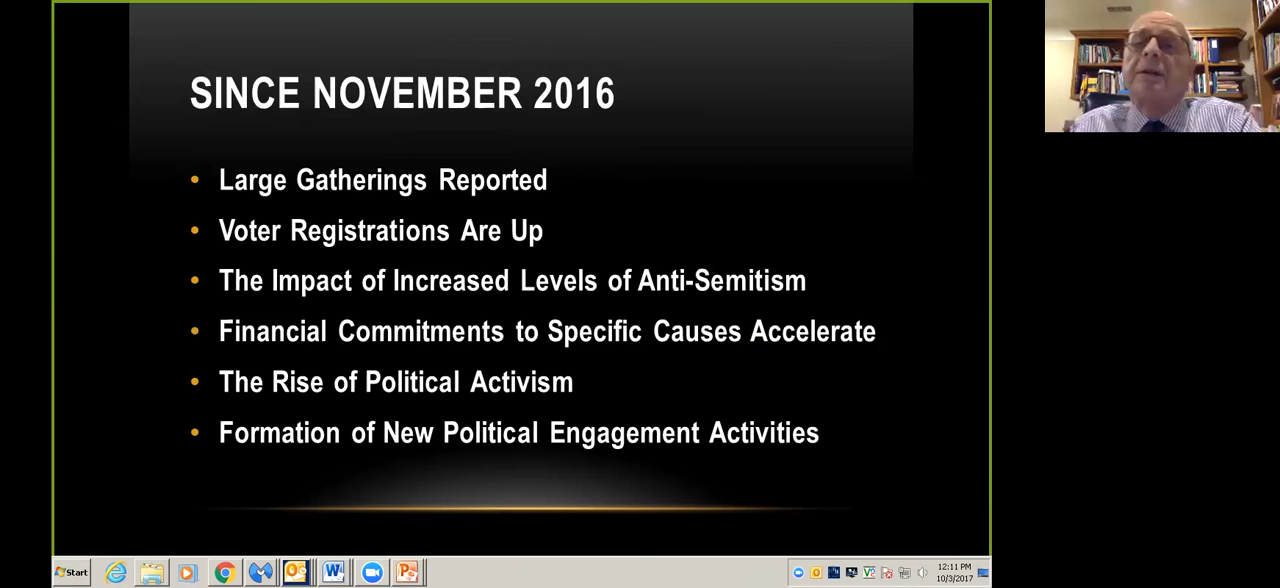 SINCE NOVEMBER 2016
• Large Gatherings Reported
• Voter Registrations Are Up
• The Impact of Increased Levels of Anti-Semitism
• Financial Commitments to Specific Causes Accelerate
• The Rise of Political Activism
• Formation of New Political Engagement Activities
Start
12:11 PM
10/3/2017